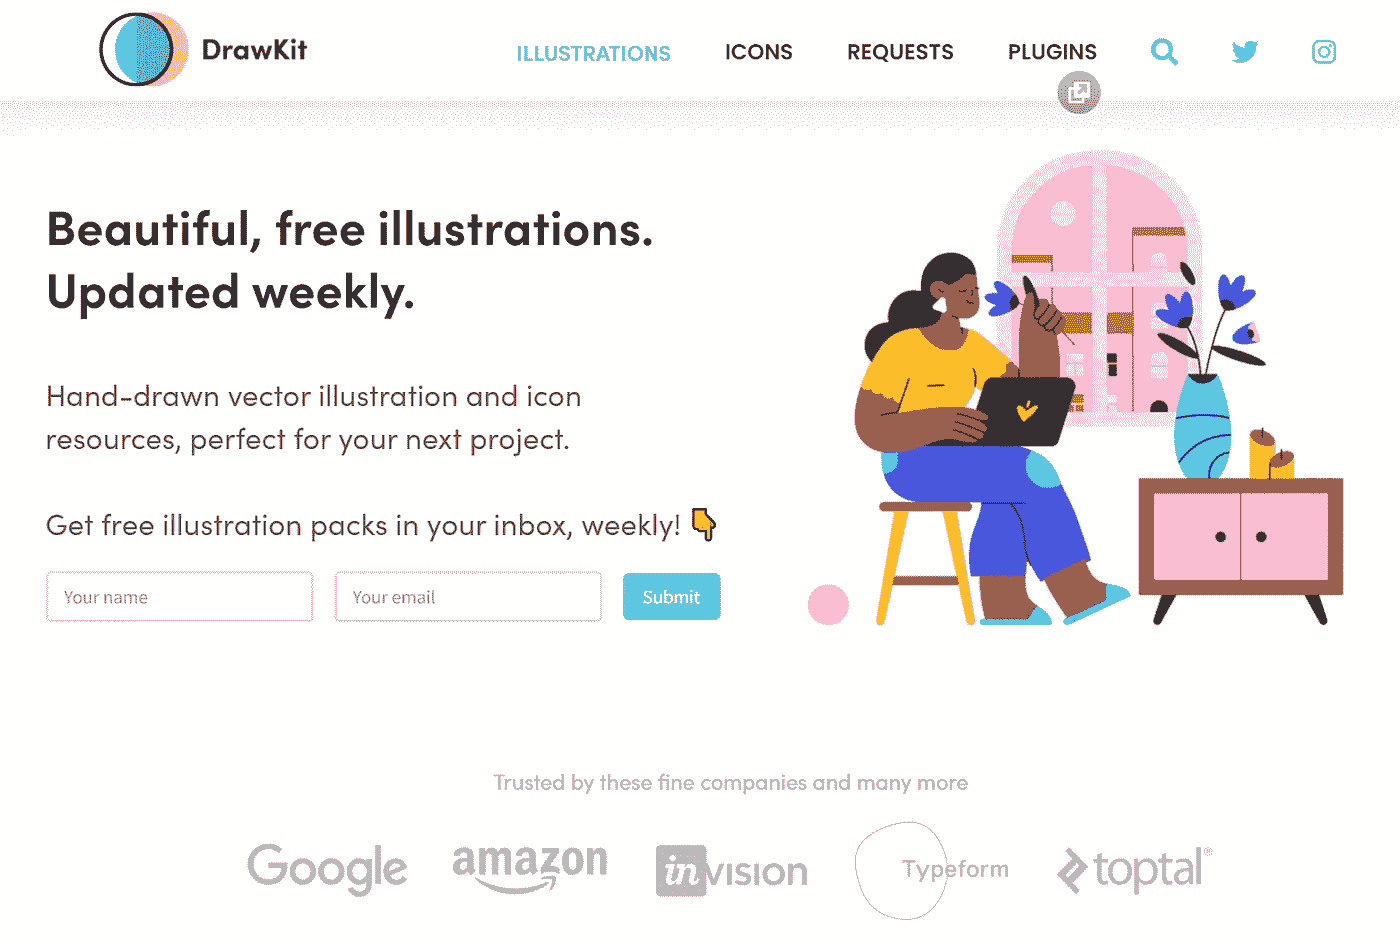 DrawKit
ILLUSTRATIONS ICONS REQUESTS PLUGINS
Beautiful, free illustrations.
Updated weekly.
Hand-drawn vector illustration and icon
resources, perfect for your next project.
Get free illustration packs in your inbox, weekly!
Your name Your email Submit
Trusted by these fine companies and many more
Google amazon invision Typeform toptal®